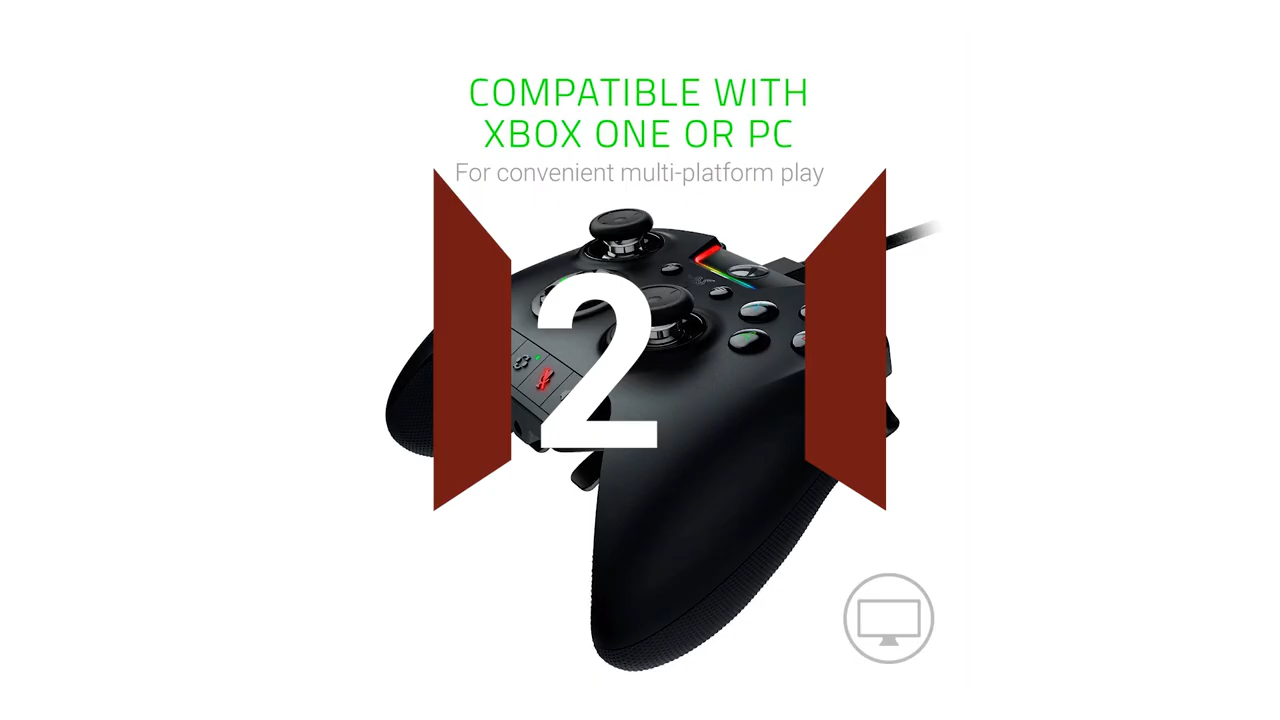 COMPATIBLE WITH
XBOX ONE OR PC
For convenient multi-platform play
2